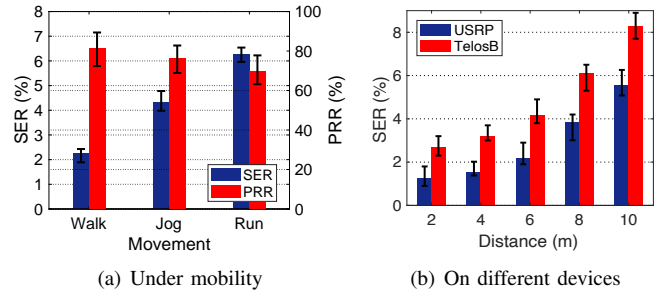 8
7
6
5
4
3
2
1
0
SER (%)
100
80
60
40
20
0
PRR (%)
SER
PRR
Walk Jog Run
Movement
(a) Under mobility
8
6
4
2
0
SER (%)
USRP
TelosB
2 4 6 8 10
Distance (m)
(b) On different devices